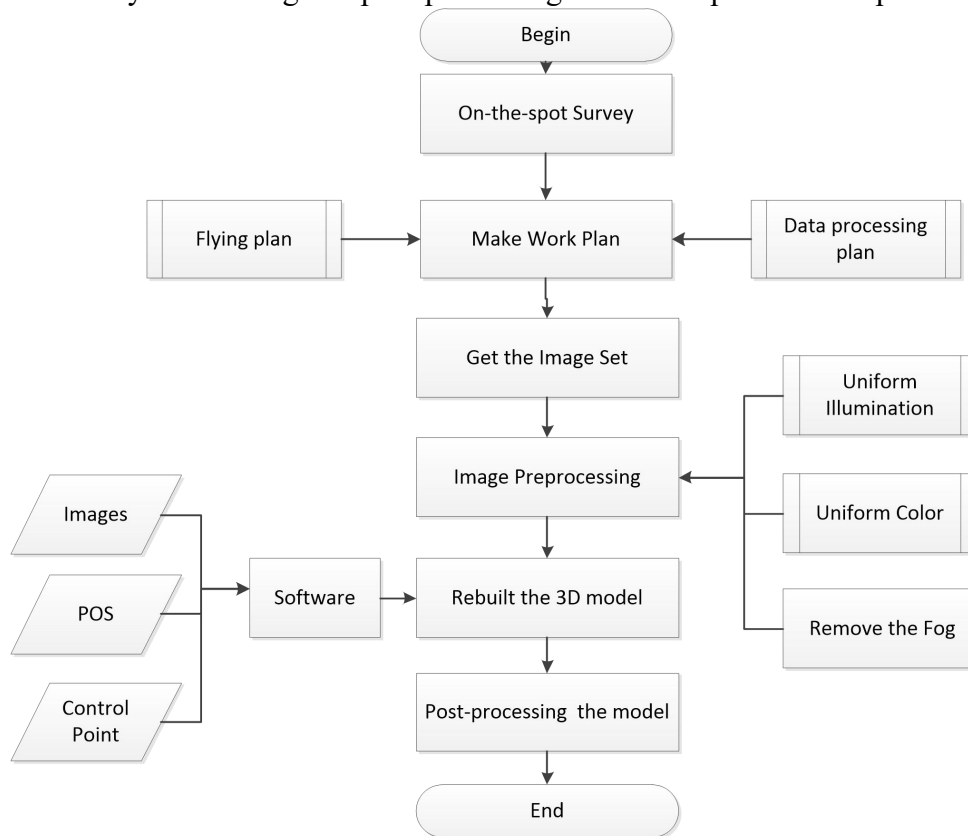 Begin
On-the-spot Survey
Flying plan
Make Work Plan
Data processing
plan
Get the Image Set
Uniform
Illumination
Image Preprocessing
Images
Uniform Color
Software
Rebuilt the 3D model
POS
Remove the Fog
Control
Point
Post-processing the model
End